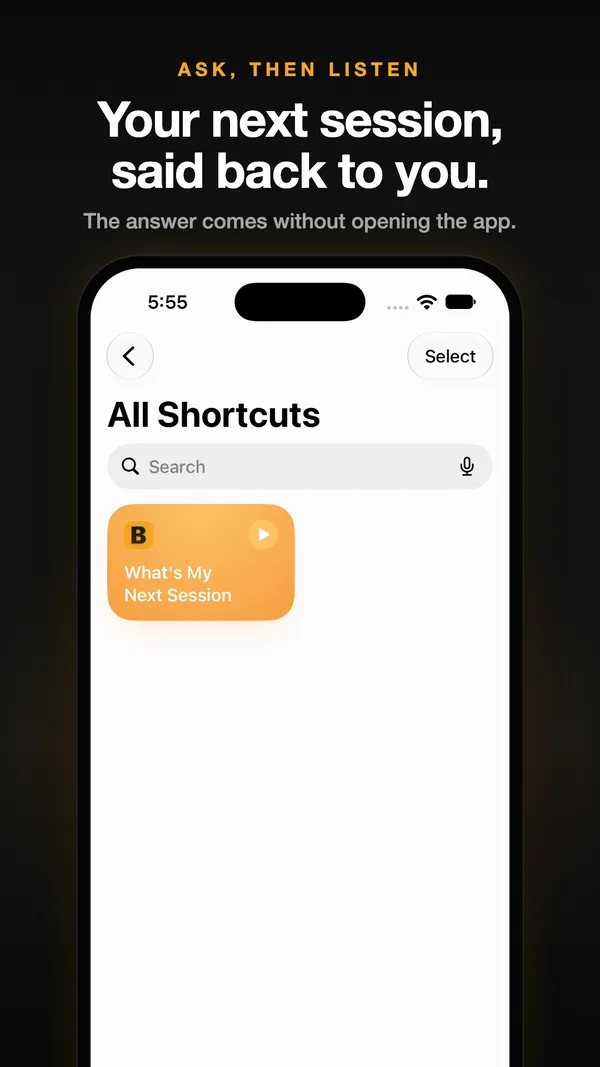 ASK, THEN LISTEN
Your next session,
said back to you.
The answer comes without opening the app.
5:55
Select
All Shortcuts
Search
B
What's My
Next Session